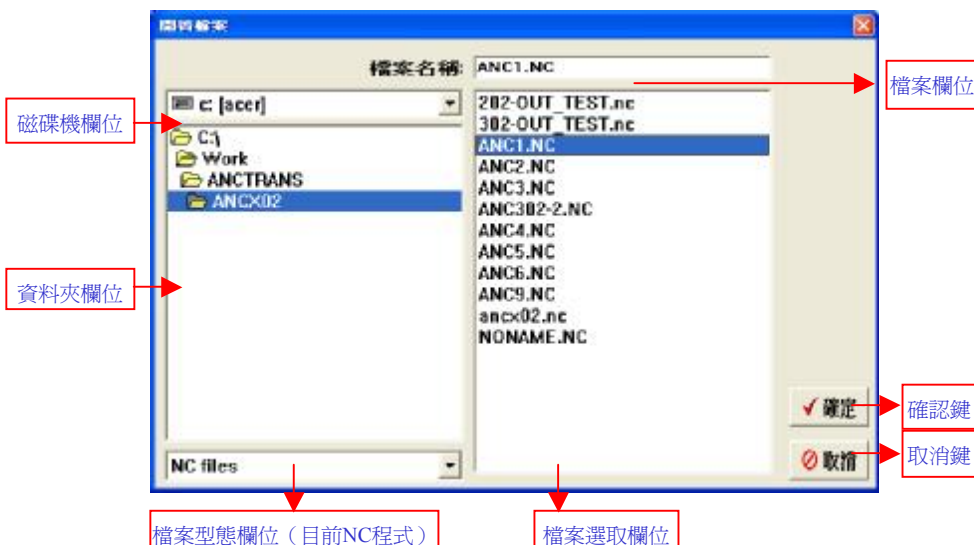 開啓檔案
檔案名稱: ANC1.NC
檔案欄位
c: [acer]
磁碟機欄位
C:\
Work
ANCTRANS
ANCX02
資料夾欄位
202-OUT_TEST.nc
302-OUT_TEST.nc
ANC1.NC
ANC2.NC
ANC3.NC
ANC302-2.NC
ANC4.NC
ANC5.NC
ANC6.NC
ANC9.NC
ancx02.nc
NONAME.NC
確定
確認鍵
取消
取消鍵
NC files
檔案型態欄位（目前NC程式）
檔案選取欄位